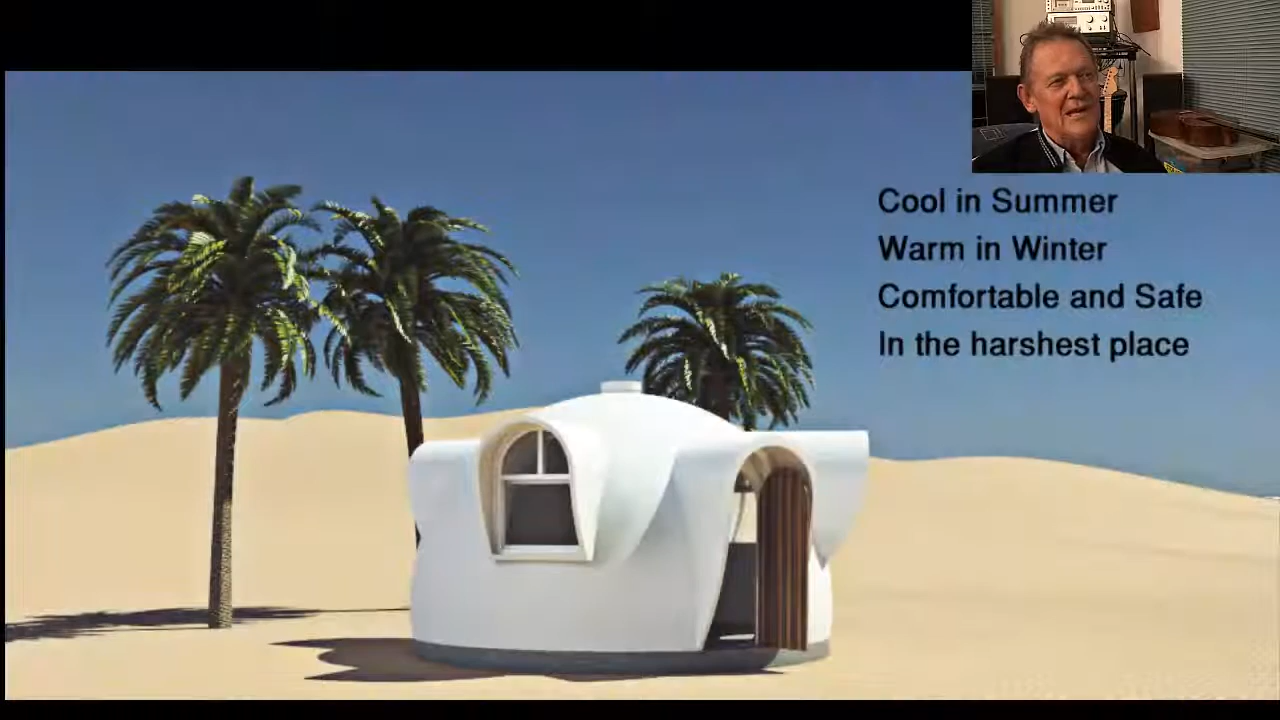 Cool in Summer
Warm in Winter
Comfortable and Safe
In the harshest place